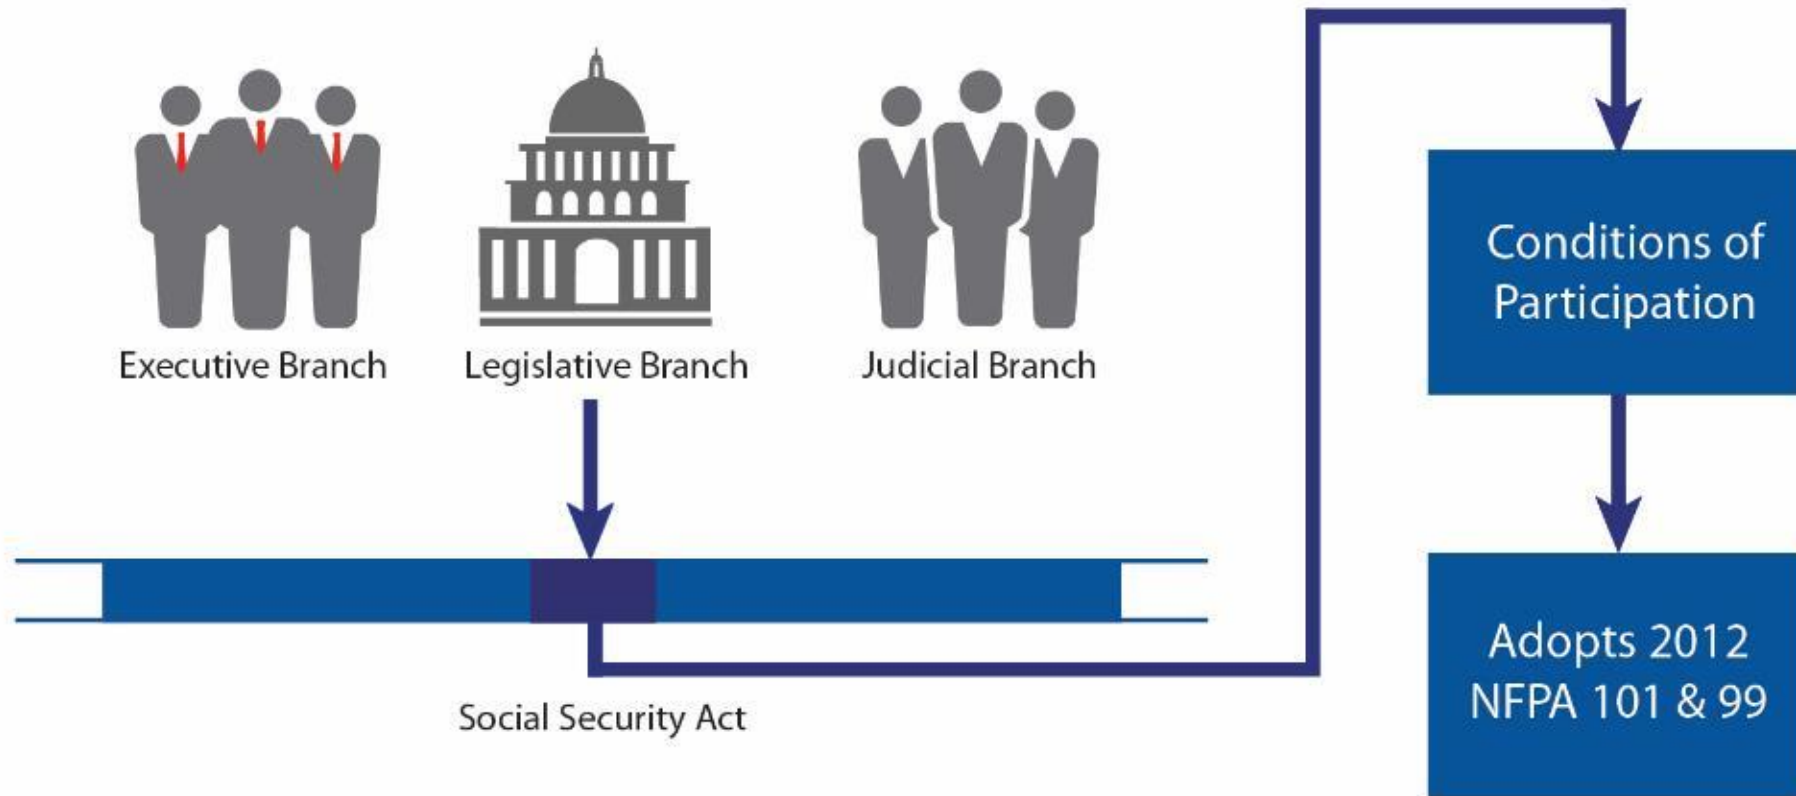 Executive Branch
Legislative Branch
Judicial Branch
Social Security Act
Conditions of
Participation
Adopts 2012
NFPA 101 & 99